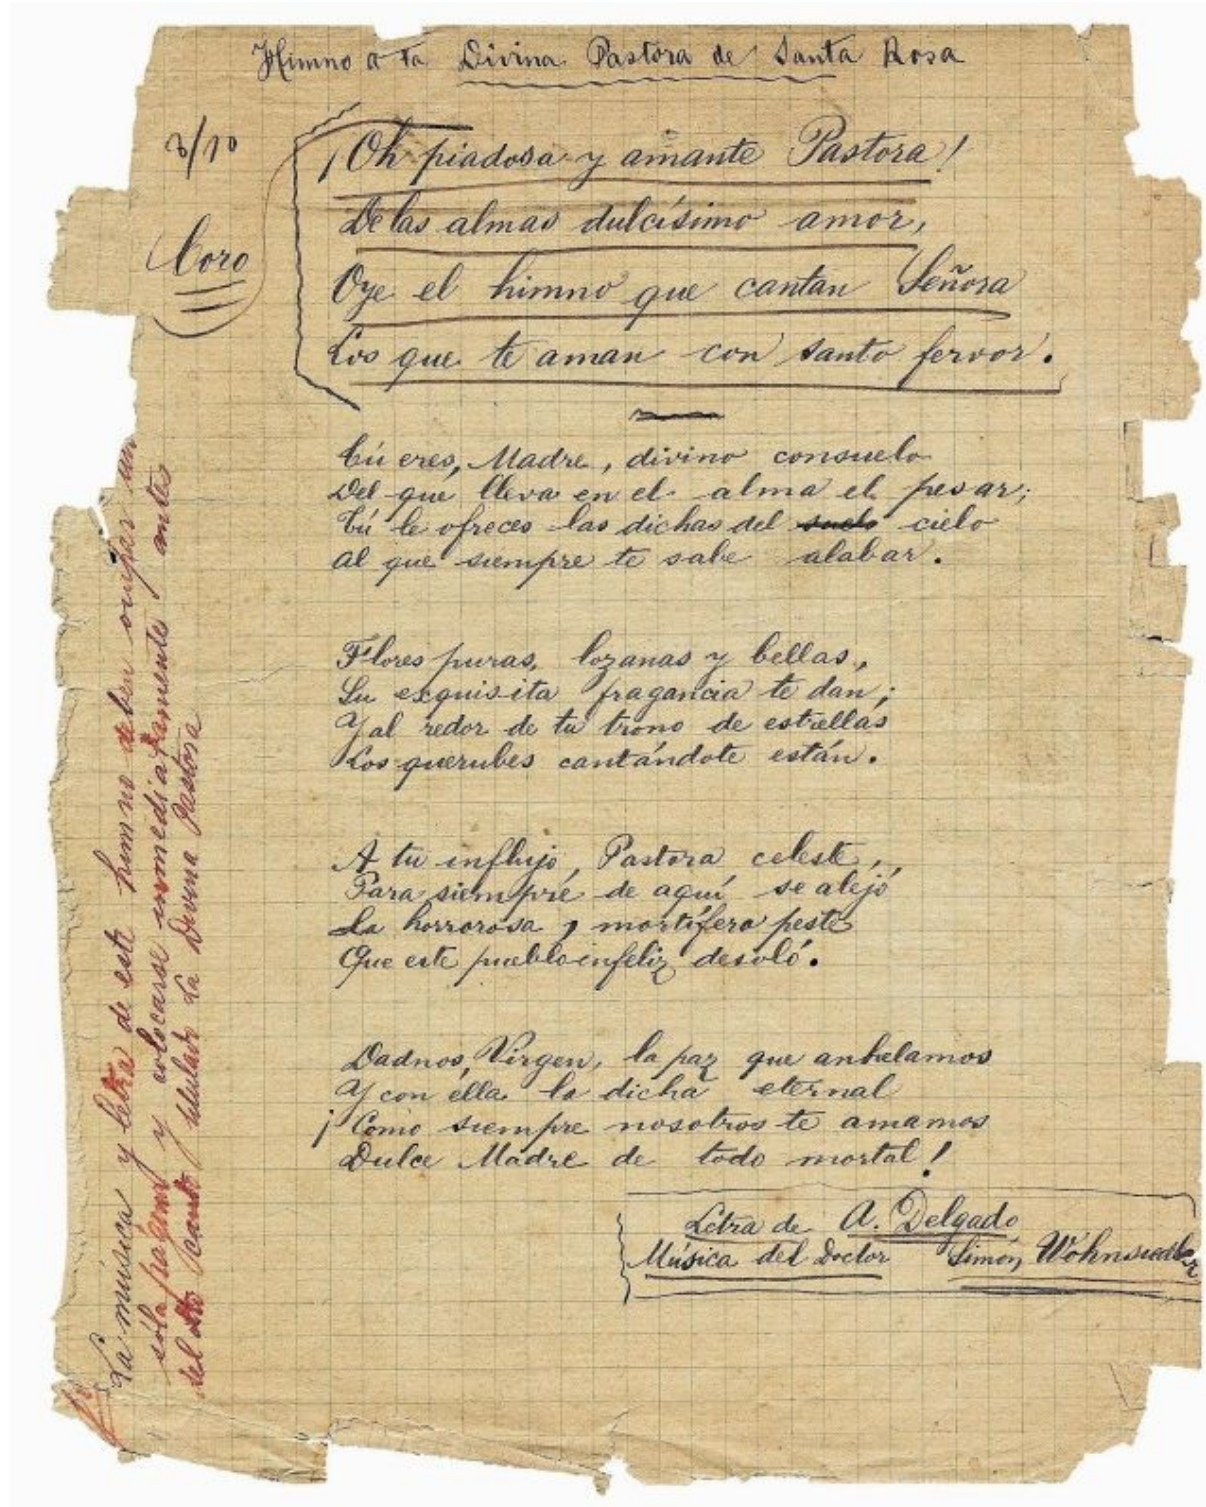 Himno a la Divina Pastora de Santa Rosa
3/10
Coro
¡Oh piadosa y amante Pastora!
De las almas dulcísimo amor,
Oye el himno que cantan Señora
Los que te aman con santo fervor.
Tú eres, Madre, divino consuelo
Del que lleva en el alma el pesar;
Tú le ofreces las dichas del suelo cielo
al que siempre te sabe alabar.
Flores puras, lozanas y bellas,
Su exquisita fragancia te dan;
Y al redor de tu trono de estrellas
Los querubes cantándote están.
A tu influjo, Pastora celeste,
Para siempre de aquí se alejó
La horrorosa y mortífera peste
Que este pueblo infeliz desoló.
Dadnos, Virgen, la paz que anhelamos
Y con ella la dicha eternal
¡Como siempre nosotros te amamos
Dulce Madre de todo mortal!
Letra de A. Delgado
Música del Doctor Simón Wohnsiedler
La música y letra de este himno deben ocupar una
sóla página y colocarse inmediatamente antes
del canto titulado La Divina Pastora